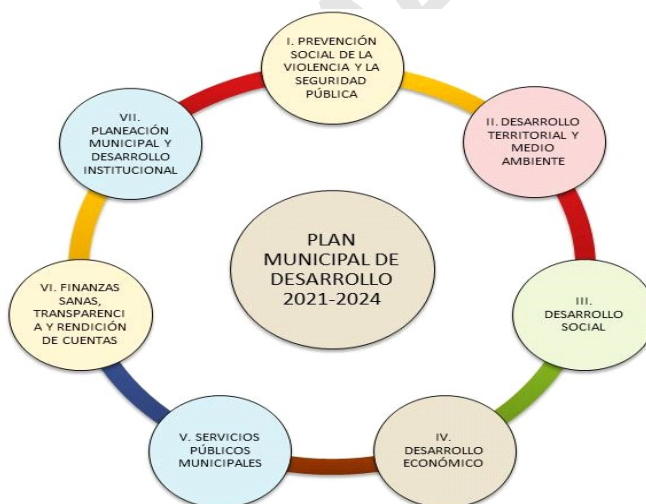 I. PREVENCIÓN
SOCIAL DE LA
VIOLENCIA Y LA
SEGURIDAD
PÚBLICA
II. DESARROLLO
TERRITORIAL Y
MEDIO
AMBIENTE
III.
DESARROLLO
SOCIAL
IV.
DESARROLLO
ECONÓMICO
V. SERVICIOS
PÚBLICOS
MUNICIPALES
VI. FINANZAS
SANAS,
TRANSPARENCI
A Y RENDICIÓN
DE CUENTAS
VII.
PLANEACIÓN
MUNICIPAL Y
DESARROLLO
INSTITUCIONAL
PLAN
MUNICIPAL DE
DESARROLLO
2021-2024